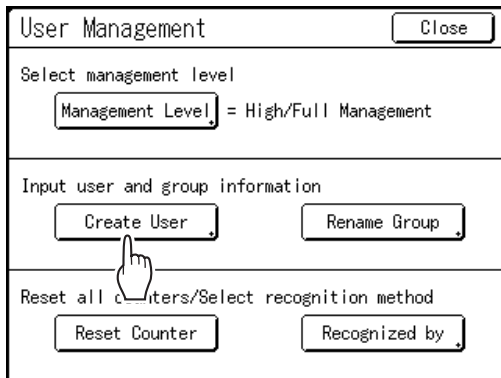 User Management Close
Select management level
Management Level = High/Full Management
Input user and group information
Create User Rename Group
Reset all counters/Select recognition method
Reset Counter Recognized by